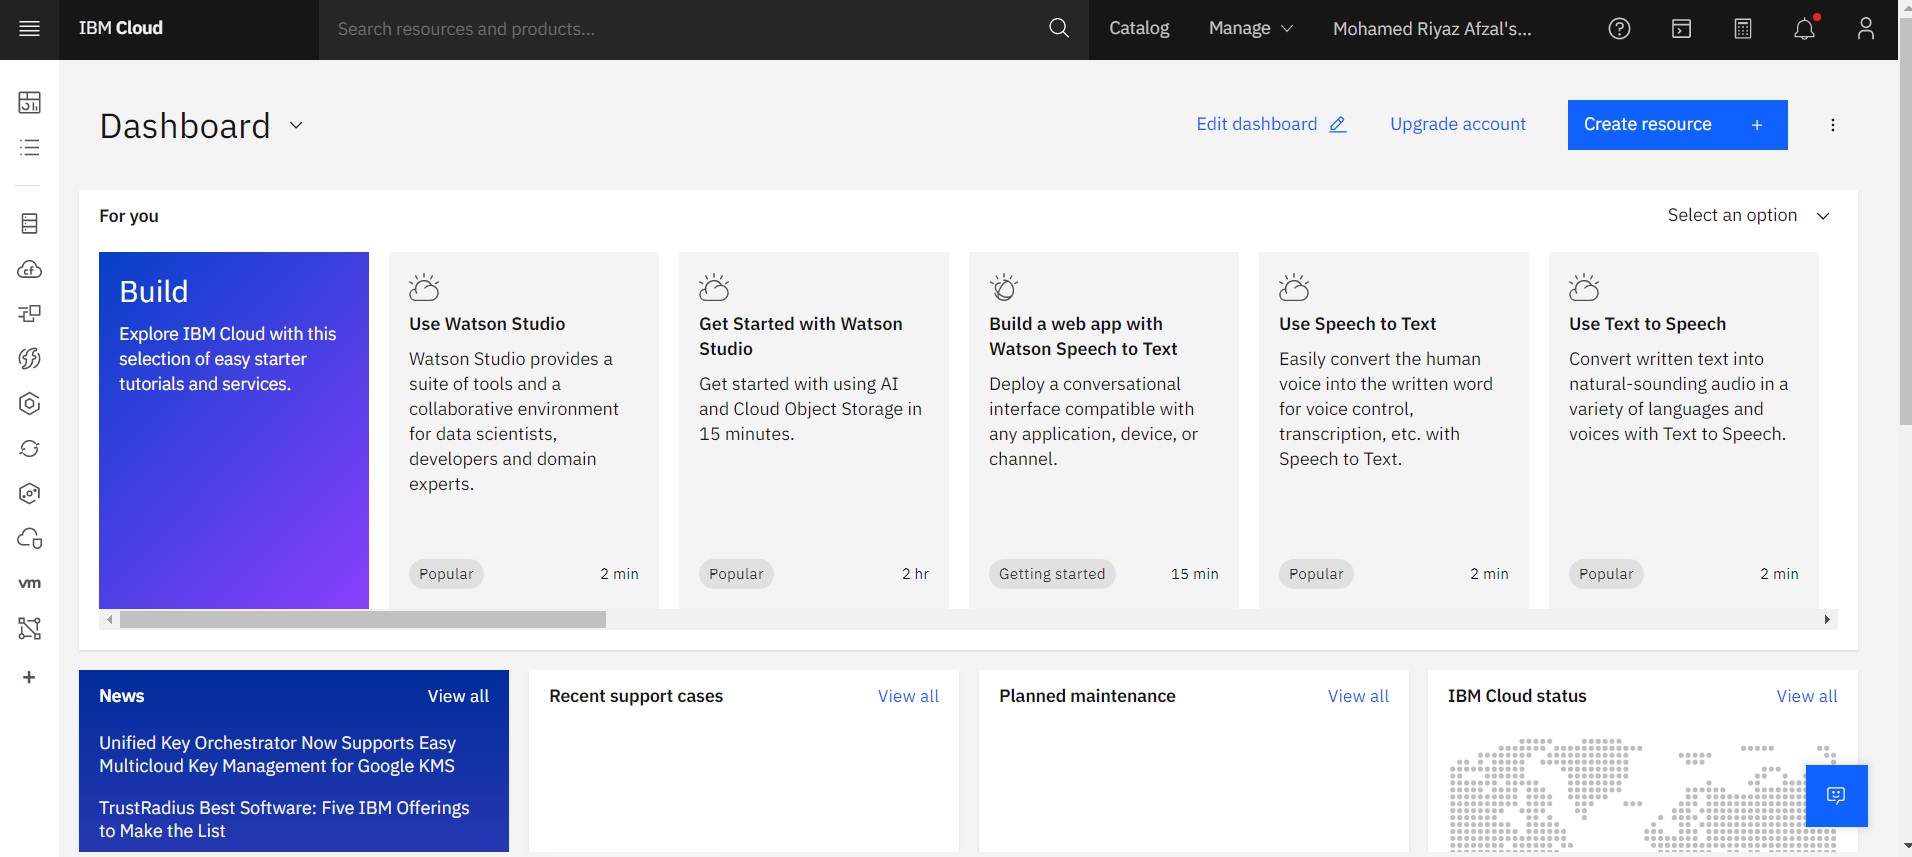 IBM Cloud
Search resources and products...
Catalog
Manage
Mohamed Riyaz Afzal's...
Dashboard
Edit dashboard
Upgrade account
Create resource +
For you
Select an option
Build
Explore IBM Cloud with this
selection of easy starter
tutorials and services.
Use Watson Studio
Watson Studio provides a
suite of tools and a
collaborative environment
for data scientists,
developers and domain
experts.
Popular
2 min
Get Started with Watson
Studio
Get started with using AI
and Cloud Object Storage in
15 minutes.
Popular
2 hr
Build a web app with
Watson Speech to Text
Deploy a conversational
interface compatible with
any application, device, or
channel.
Getting started
15 min
Use Speech to Text
Easily convert the human
voice into the written word
for voice control,
transcription, etc. with
Speech to Text.
Popular
2 min
Use Text to Speech
Convert written text into
natural-sounding audio in a
variety of languages and
voices with Text to Speech.
Popular
2 min
cf
vm
+
News
View all
Unified Key Orchestrator Now Supports Easy
Multicloud Key Management for Google KMS
TrustRadius Best Software: Five IBM Offerings
to Make the List
Recent support cases
View all
Planned maintenance
View all
IBM Cloud status
View all